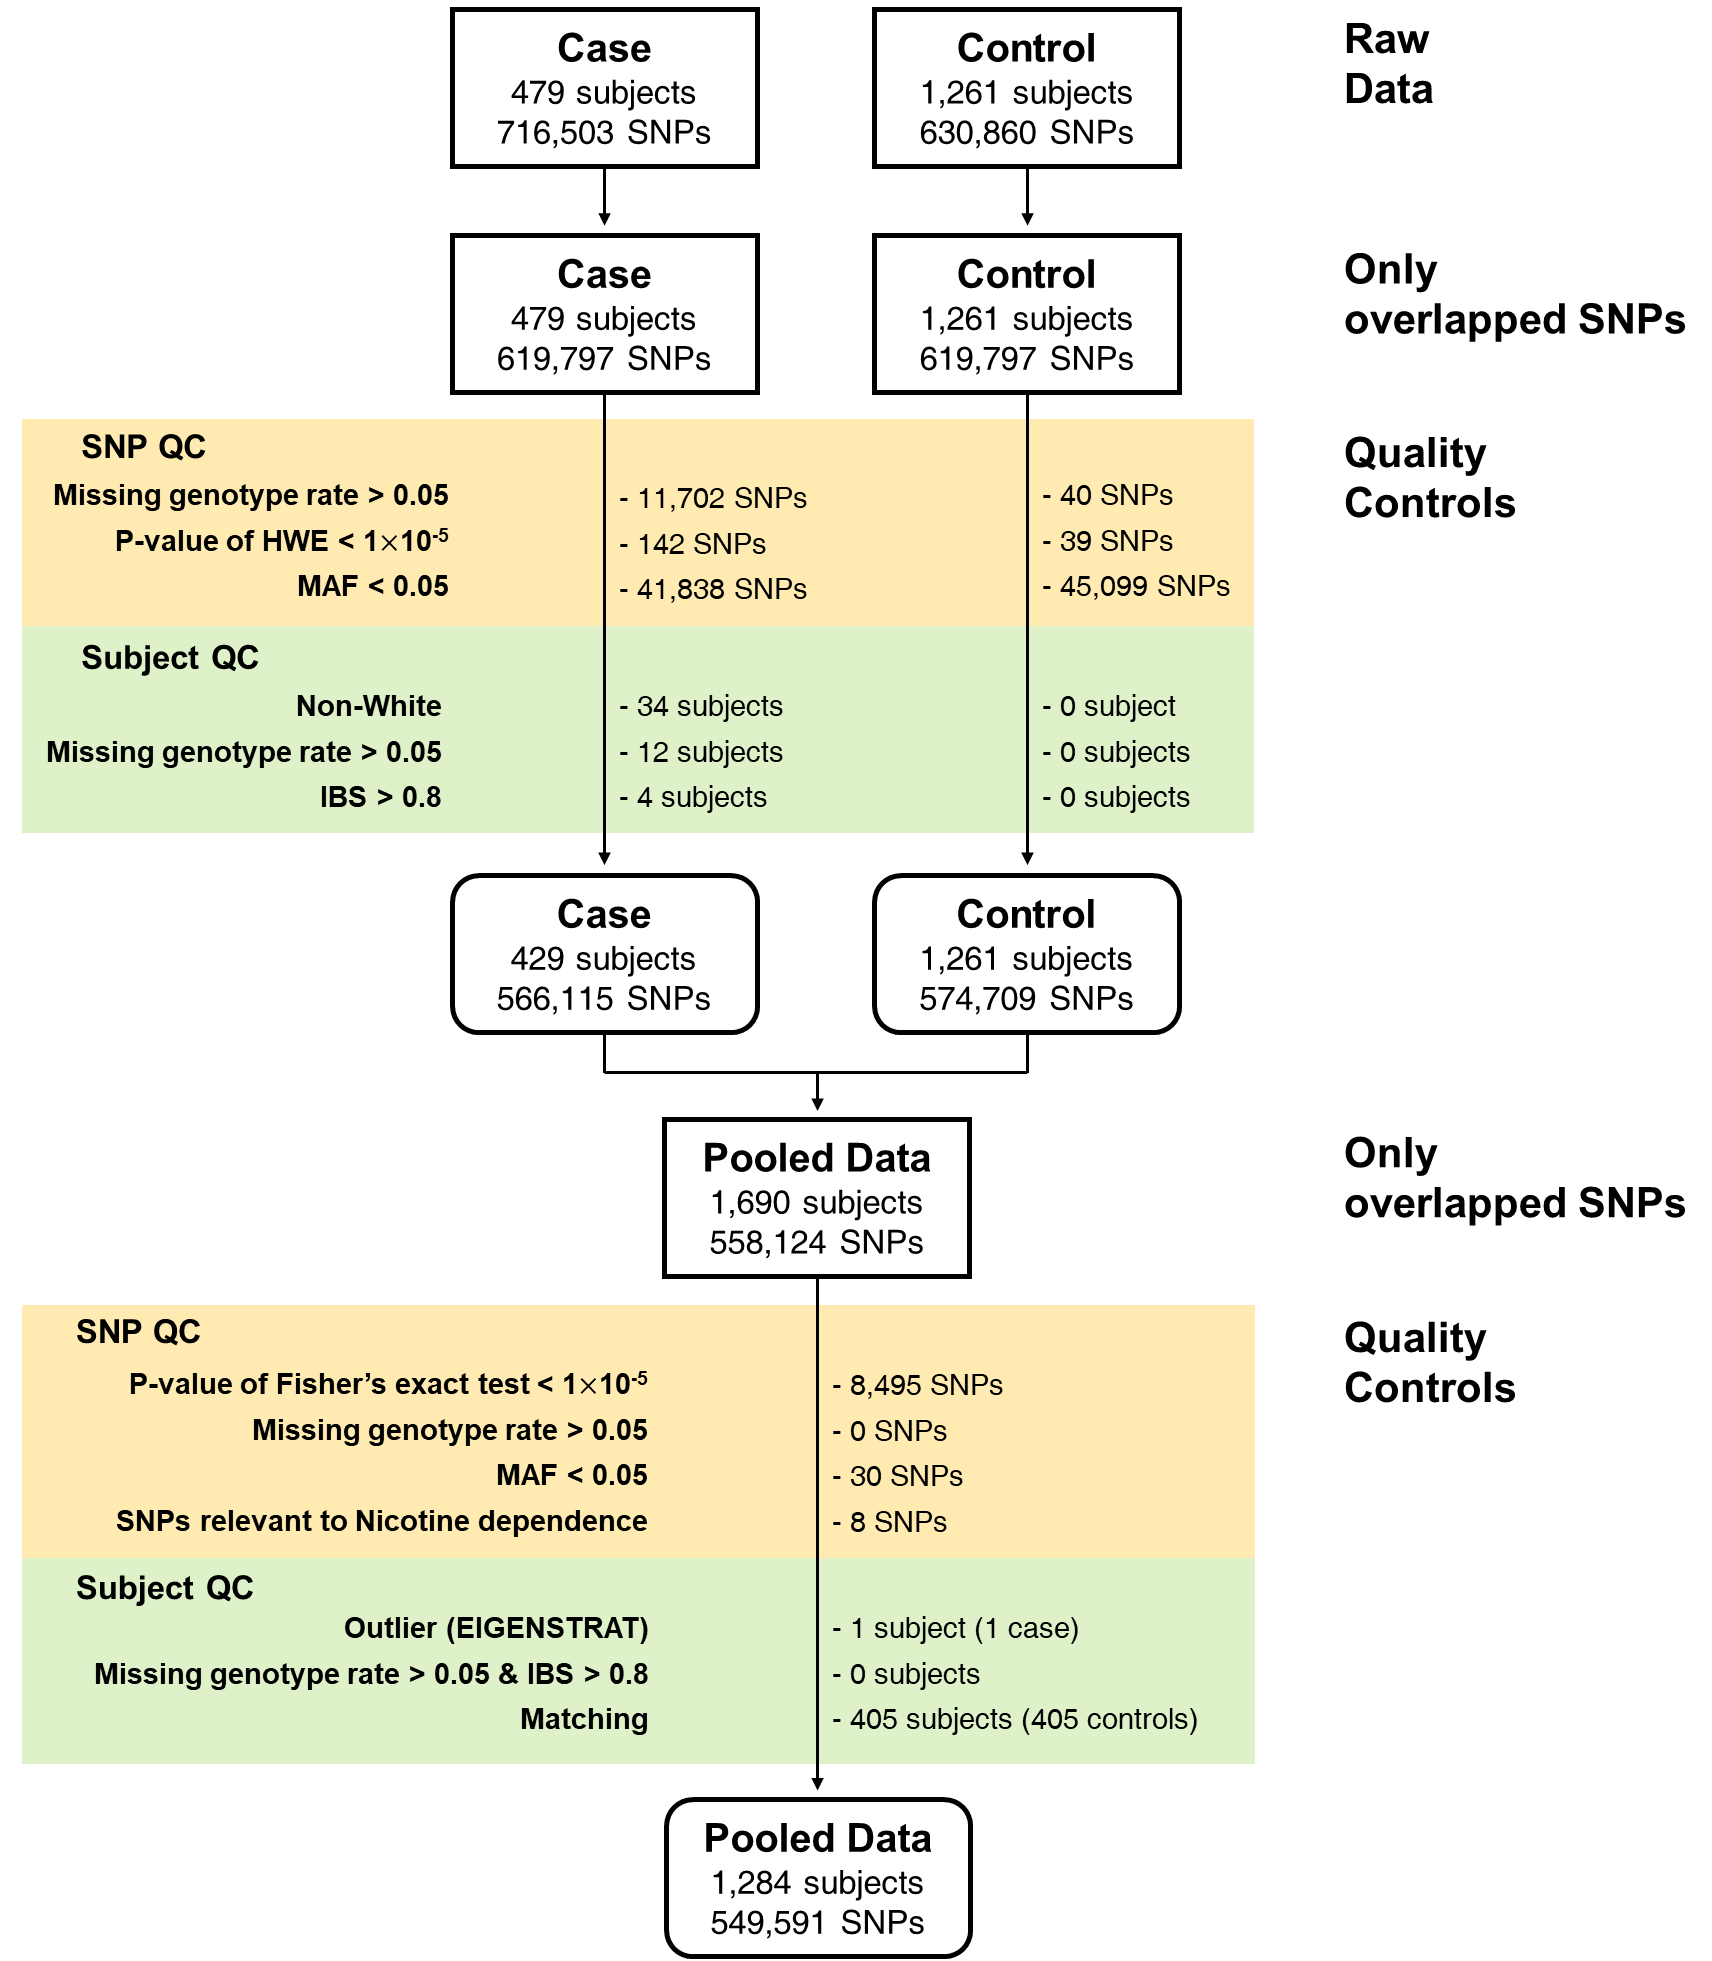 Case
479 subjects
716,503 SNPs
Control
1,261 subjects
630,860 SNPs
Raw
Data
Case
479 subjects
619,797 SNPs
Control
1,261 subjects
619,797 SNPs
Only
overlapped SNPs
SNP QC
Missing genotype rate > 0.05 - 11,702 SNPs - 40 SNPs
P-value of HWE < 1×10⁻⁵ - 142 SNPs - 39 SNPs
MAF < 0.05 - 41,838 SNPs - 45,099 SNPs
Quality
Controls
Subject QC
Non-White - 34 subjects - 0 subject
Missing genotype rate > 0.05 - 12 subjects - 0 subjects
IBS > 0.8 - 4 subjects - 0 subjects
Case
429 subjects
566,115 SNPs
Control
1,261 subjects
574,709 SNPs
Pooled Data
1,690 subjects
558,124 SNPs
Only
overlapped SNPs
SNP QC
P-value of Fisher’s exact test < 1×10⁻⁵ - 8,495 SNPs
Missing genotype rate > 0.05 - 0 SNPs
MAF < 0.05 - 30 SNPs
SNPs relevant to Nicotine dependence - 8 SNPs
Quality
Controls
Subject QC
Outlier (EIGENSTRAT) - 1 subject (1 case)
Missing genotype rate > 0.05 & IBS > 0.8 - 0 subjects
Matching - 405 subjects (405 controls)
Pooled Data
1,284 subjects
549,591 SNPs